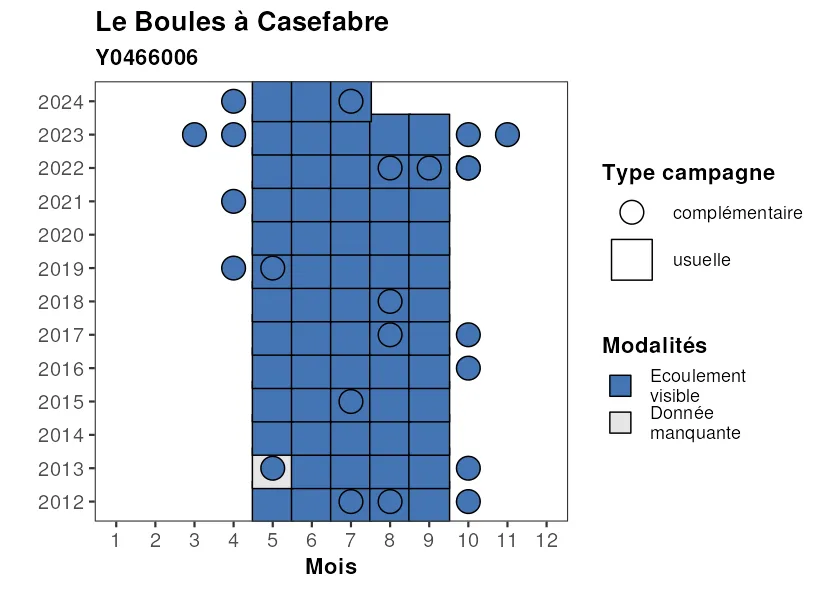 Le Boules à Casefabre
Y0466006
2024
2023
2022
2021
2020
2019
2018
2017
2016
2015
2014
2013
2012
1 2 3 4 5 6 7 8 9 10 11 12
Mois
Type campagne
complémentaire
usuelle
Modalités
Ecoulement
visible
Donnée
manquante